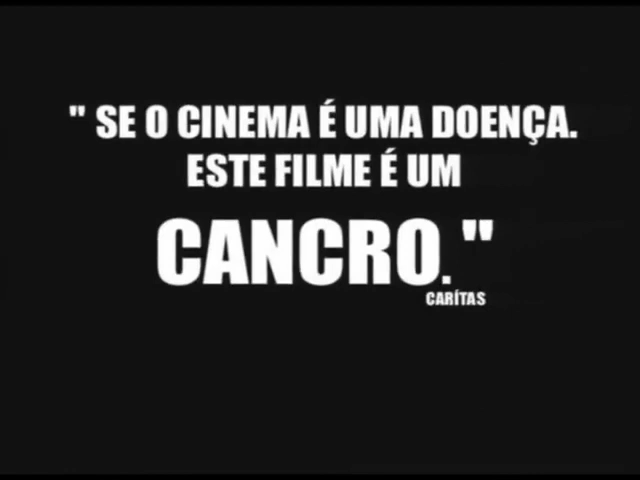 " SE O CINEMA É UMA DOENÇA.
ESTE FILME É UM
CANCRO. "
CARÍTAS